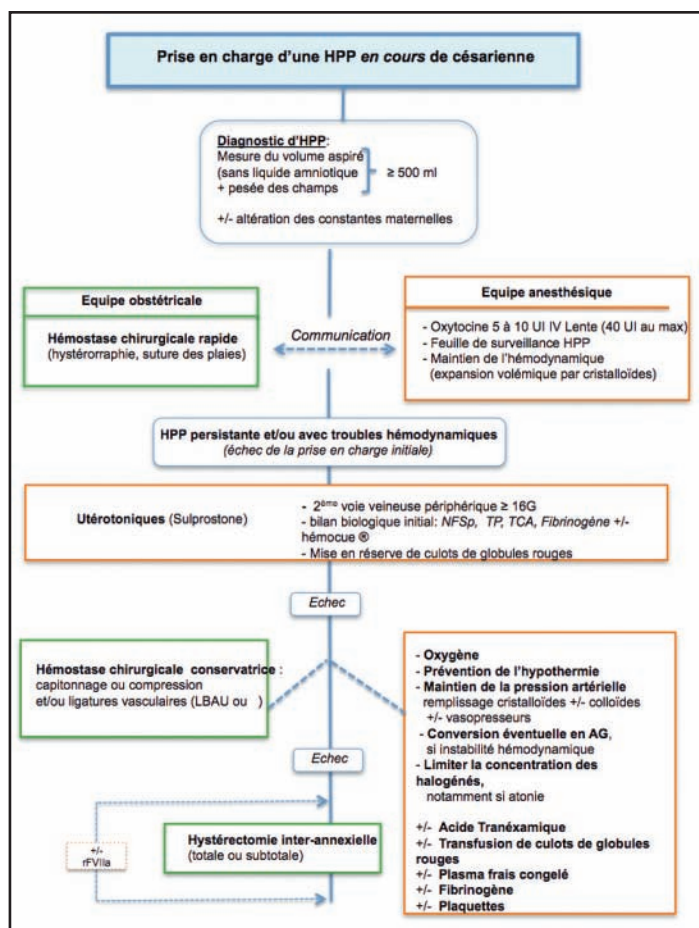 Prise en charge d'une HPP en cours de césarienne
Diagnostic d'HPP:
Mesure du volume aspiré
(sans liquide amniotique
+ pesée des champs
≥ 500 ml
+/- altération des constantes maternelles
Equipe obstétricale
Hémostase chirurgicale rapide
(hystérorraphie, suture des plaies)
Communication
Equipe anesthésique
- Oxytocine 5 à 10 UI IV Lente (40 UI au max)
- Feuille de surveillance HPP
- Maintien de l'hémodynamique
(expansion volémique par cristalloïdes)
HPP persistante et/ou avec troubles hémodynamiques
(échec de la prise en charge initiale)
Utérotoniques (Sulprostone)
- 2ème voie veineuse périphérique ≥ 16G
- bilan biologique initial: NFSp, TP, TCA, Fibrinogène +/-
hémocue ®
- Mise en réserve de culots de globules rouges
Echec
Hémostase chirurgicale conservatrice :
capitonnage ou compression
et/ou ligatures vasculaires (LBAU ou )
- Oxygène
- Prévention de l'hypothermie
- Maintien de la pression artérielle
remplissage cristalloïdes +/- colloïdes
+/- vasopresseurs
- Conversion éventuelle en AG,
si instabilité hémodynamique
- Limiter la concentration des
halogénés,
notamment si atonie
+/- Acide Tranéxamique
+/- Transfusion de culots de globules
rouges
+/- Plasma frais congelé
+/- Fibrinogène
+/- Plaquettes
Echec
+/-
rFVIIa
Hystérectomie inter-annexielle
(totale ou subtotale)